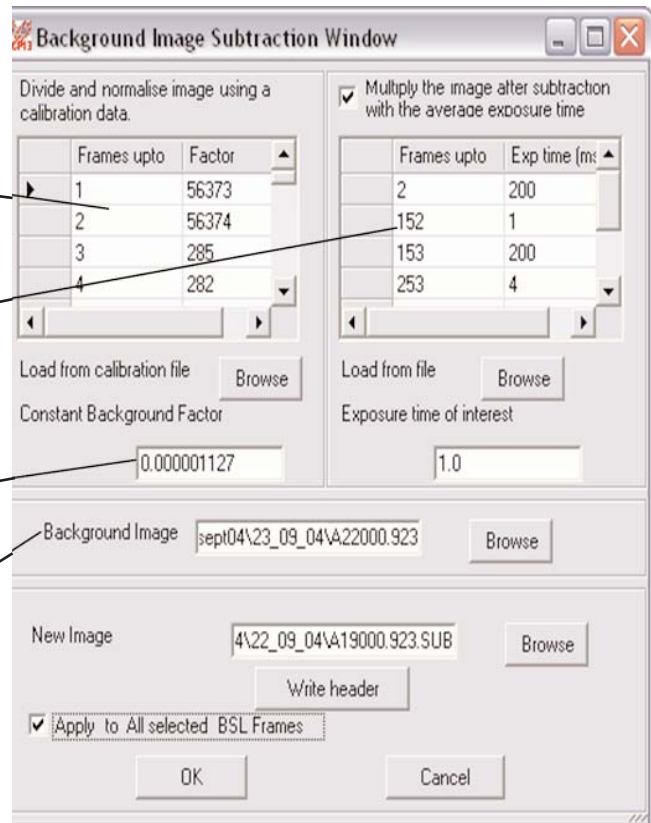 CP13 Background Image Subtraction Window
Divide and normalise image using a
calibration data.
Frames upto Factor
1 56373
2 56374
3 285
4 282
Load from calibration file Browse
Constant Background Factor
0.000001127
Multiply the image after subtraction
with the average exposure time
Frames upto Exp time (ms
2 200
152 1
153 200
253 4
Load from file Browse
Exposure time of interest
1.0
Background Image sept04\23_09_04\A22000.923 Browse
New Image 4\22_09_04\A19000.923.SUB Browse
Write header
Apply to All selected BSL Frames
OK Cancel